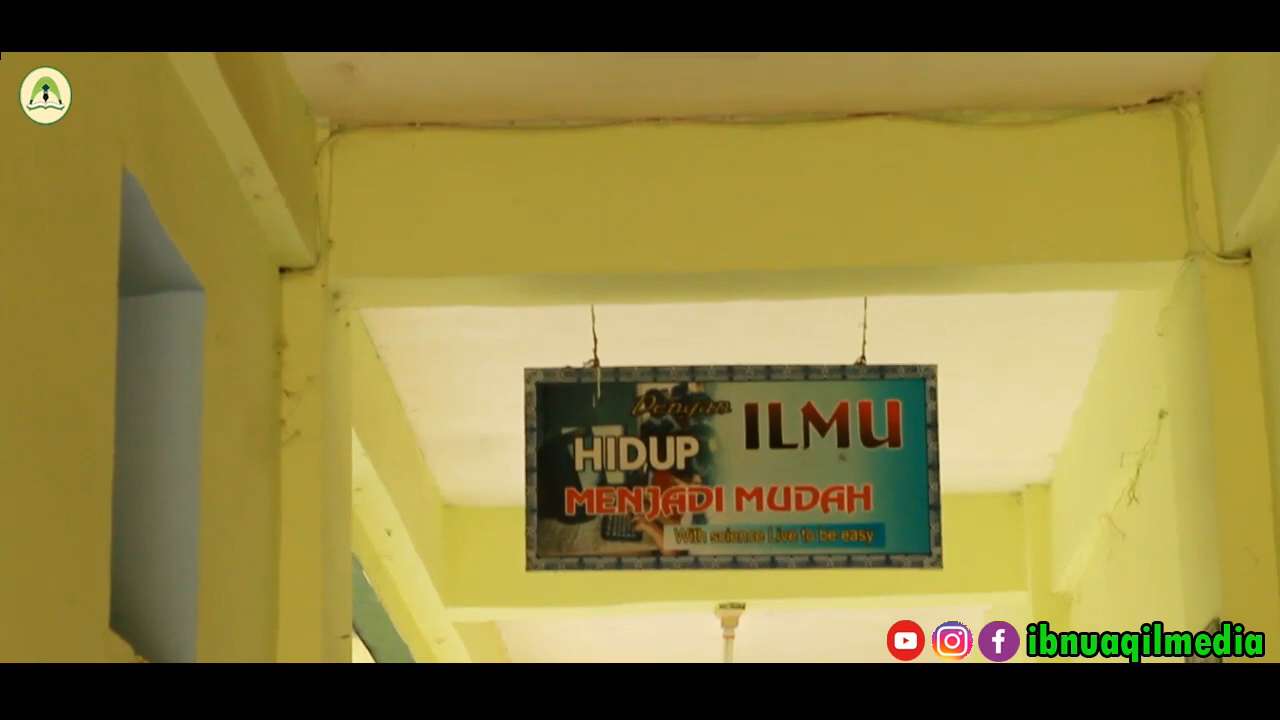 Dengan ILMU
HIDUP
MENJADI MUDAH
With science Live to be easy
ibnuaqilmedia